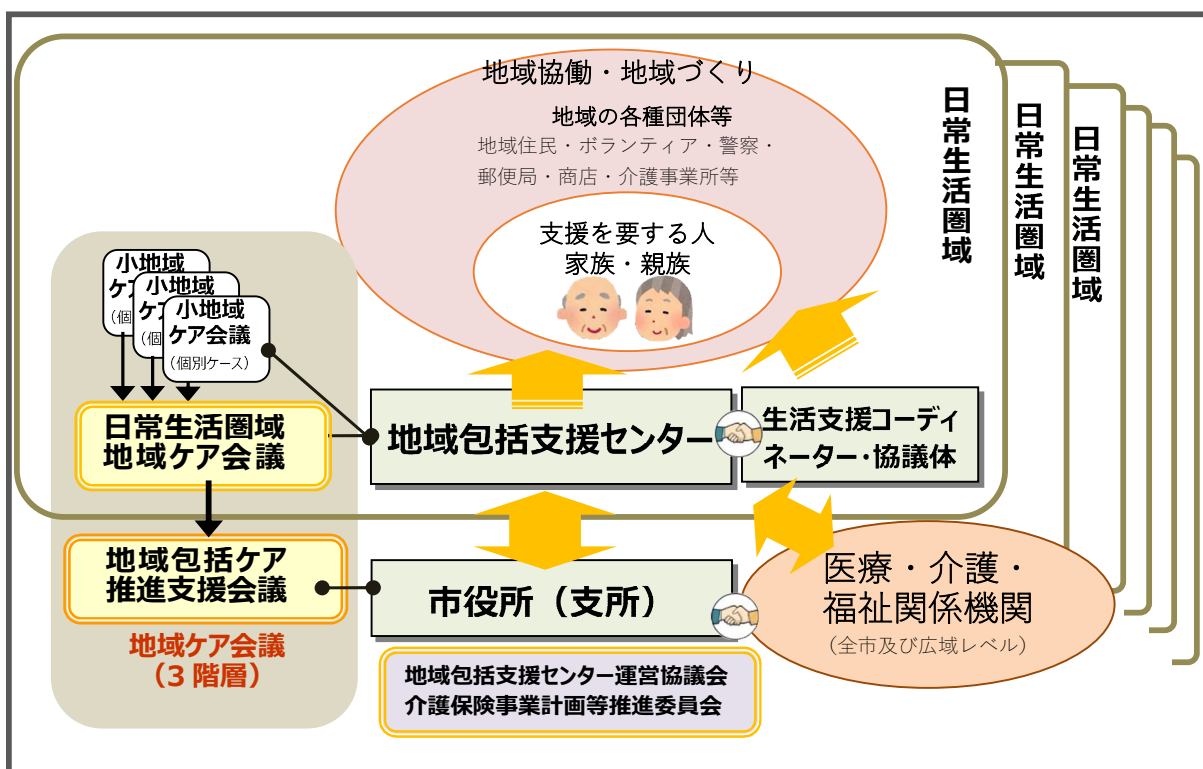 地域協働・地域づくり
地域の各種団体等
地域住民・ボランティア・警察・
郵便局・商店・介護事業所等
支援を要する人
家族・親族
日常生活圏域
日常生活圏域
日常生活圏域
小地域
ケ
(個
小地域
ケ
(個
小地域
ケア会議
(個別ケース)
日常生活圏域
地域ケア会議
地域包括支援センター
生活支援コーディ
ネーター・協議体
地域包括ケア
推進支援会議
地域ケア会議
(3階層)
市役所（支所）
医療・介護・
福祉関係機関
(全市及び広域レベル)
地域包括支援センター運営協議会
介護保険事業計画等推進委員会